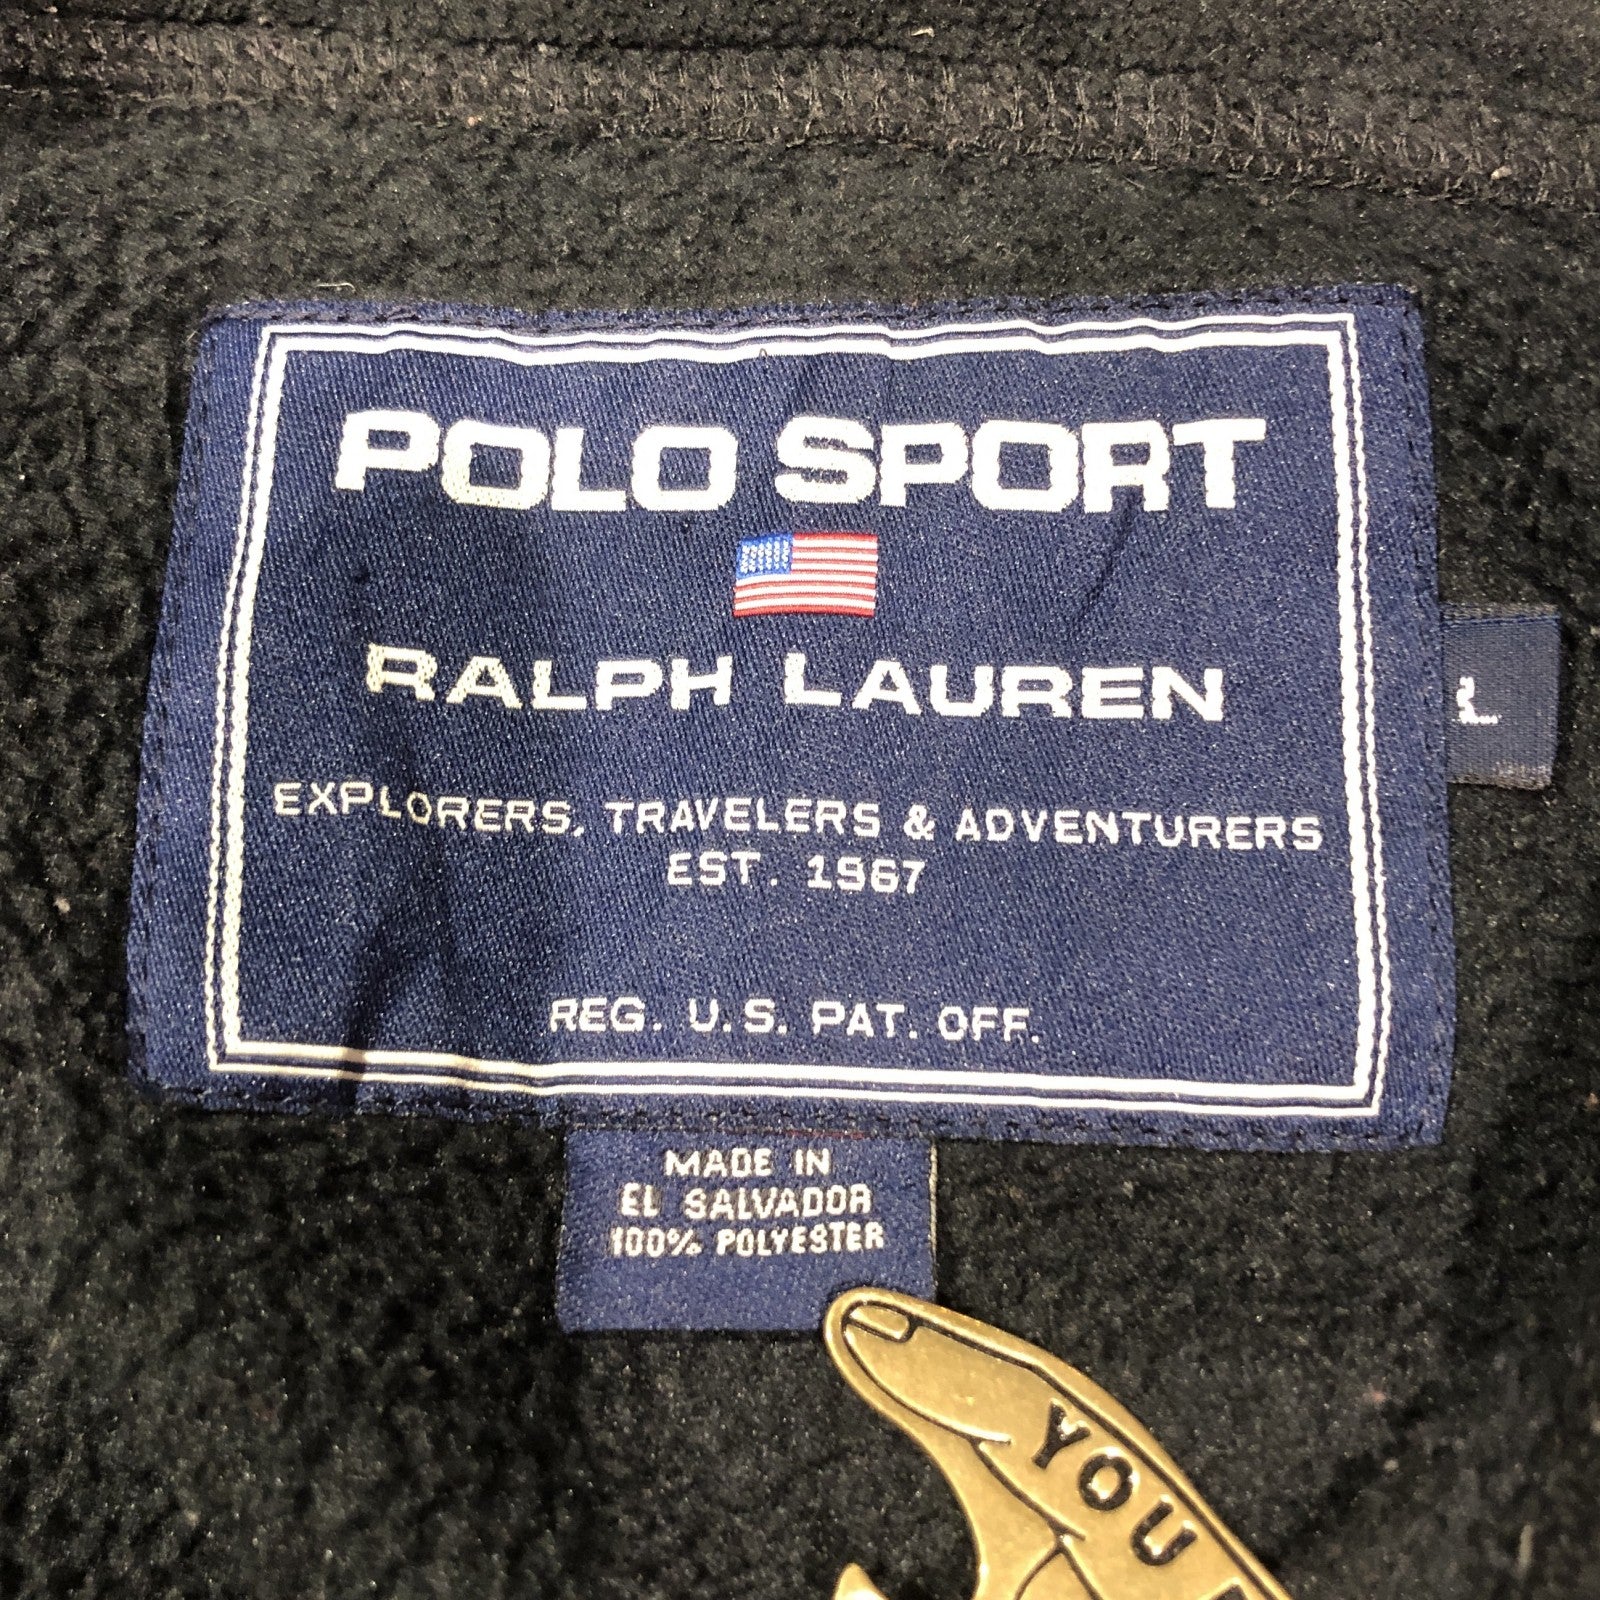 POLO SPORT
RALPH LAUREN
EXPLORERS, TRAVELERS & ADVENTURERS
EST. 1967
REG. U.S. PAT. OFF.
MADE IN
EL SALVADOR
100% POLYESTER
YOU